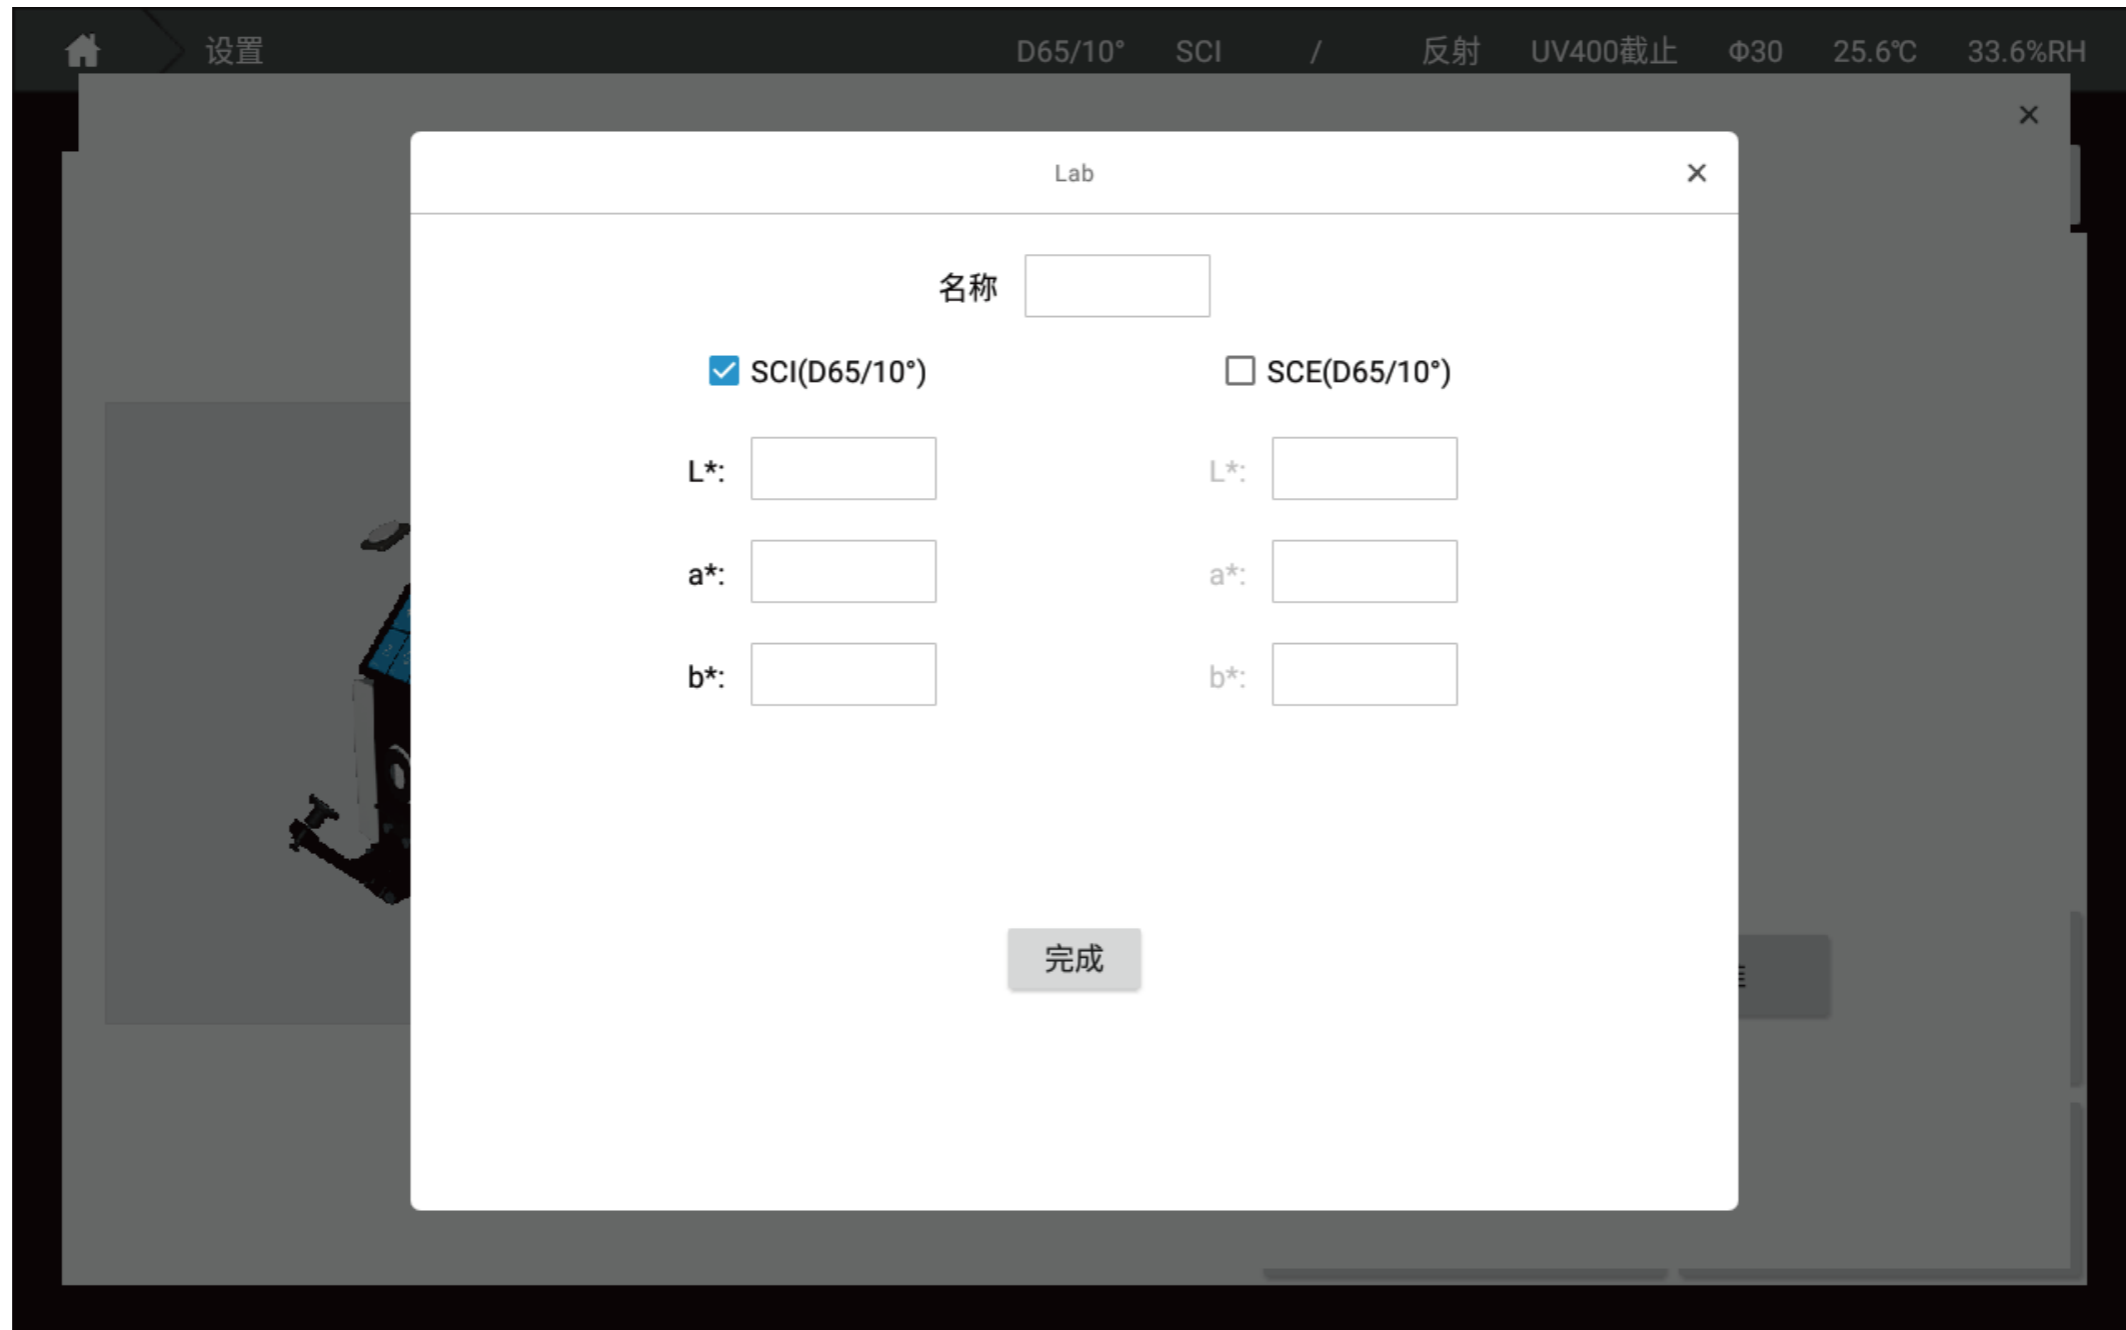 设置 D65/10° SCI / 反射 UV400截止 Φ30 25.6℃ 33.6%RH
Lab
名称
SCI(D65/10°) SCE(D65/10°)
L*: L*:
a*: a*:
b*: b*:
完成